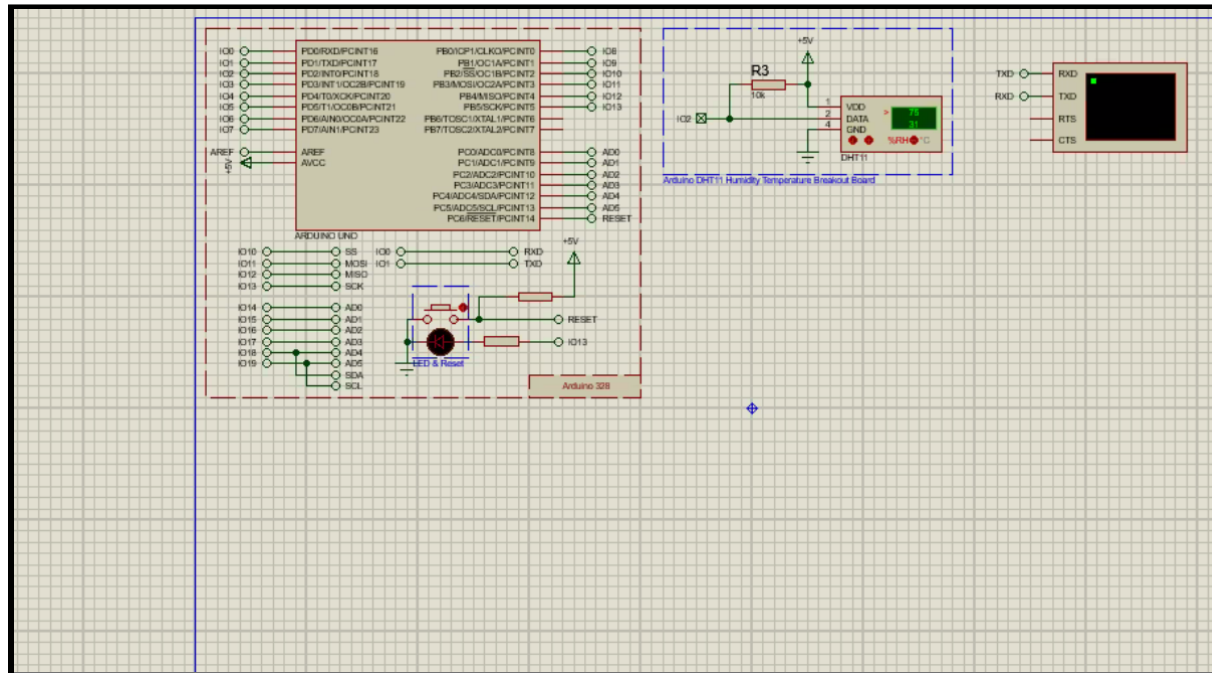 IO0 PD0/RXD/PCINT16 PB0/ICP1/CLKO/PCINT0 IO8
IO1 PD1/TXD/PCINT17 PB1/OC1A/PCINT1 IO9
IO2 PD2/INT0/PCINT18 PB2/SS/OC1B/PCINT2 IO10
IO3 PD3/INT1/OC2B/PCINT19 PB3/MOSI/OC2A/PCINT3 IO11
IO4 PD4/T0/XCK/PCINT20 PB4/MISO/PCINT4 IO12
IO5 PD5/T1/OC0B/PCINT21 PB5/SCK/PCINT5 IO13
IO6 PD6/AIN0/OC0A/PCINT22 PB6/TOSC1/XTAL1/PCINT6
IO7 PD7/AIN1/PCINT23 PB7/TOSC2/XTAL2/PCINT7
AREF AREF PC0/ADC0/PCINT8 AD0
+5V AVCC PC1/ADC1/PCINT9 AD1
PC2/ADC2/PCINT10 AD2
PC3/ADC3/PCINT11 AD3
PC4/ADC4/SDA/PCINT12 AD4
PC5/ADC5/SCL/PCINT13 AD5
PC6/RESET/PCINT14 RESET
ARDUINO UNO
IO10 SS IO0 RXD
IO11 MOSI IO1 TXD
IO12 MISO
IO13 SCK
+5V
IO14 AD0
IO15 AD1
IO16 AD2
IO17 AD3
IO18 AD4
IO19 AD5
SDA
SCL
RESET
IO13
LED & Reset
Arduino 328
+5V
R3
10k
IO2
1 VDD
2 DATA
4 GND
> 75
31
%RH °C
DHT11
Arduino DHT11 Humidity Temperature Breakout Board
TXD RXD
RXD TXD
RTS
CTS